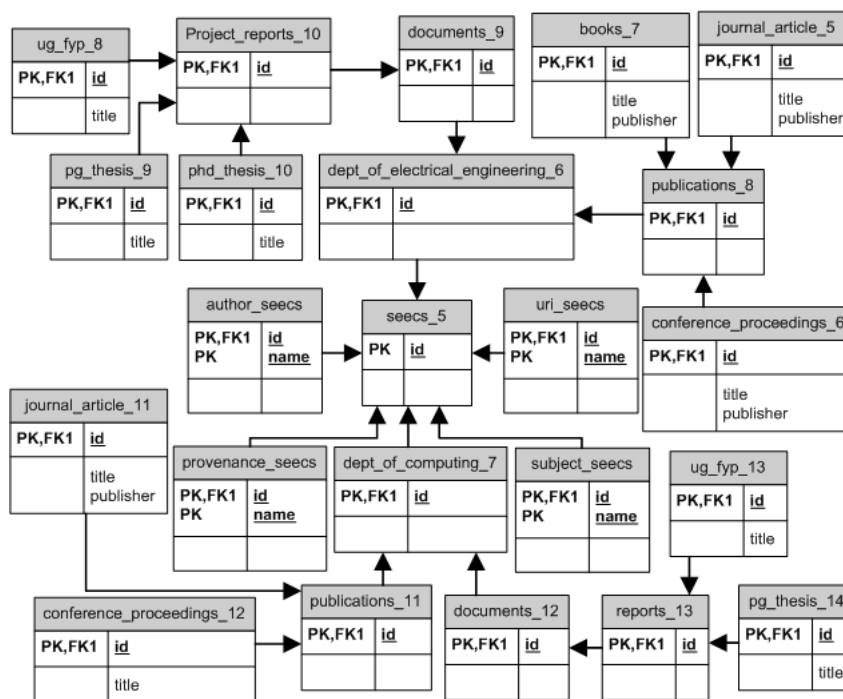 ug_fyp_8
PK,FK1 id
title
Project_reports_10
PK,FK1 id
documents_9
PK,FK1 id
books_7
PK,FK1 id
title
publisher
journal_article_5
PK,FK1 id
title
publisher
pg_thesis_9
PK,FK1 id
title
phd_thesis_10
PK,FK1 id
title
dept_of_electrical_engineering_6
PK,FK1 id
publications_8
PK,FK1 id
author_seecs
PK,FK1 id
PK name
seecs_5
PK id
uri_seecs
PK,FK1 id
PK name
conference_proceedings_6
PK,FK1 id
title
publisher
journal_article_11
PK,FK1 id
title
publisher
provenance_seecs
PK,FK1 id
PK name
dept_of_computing_7
PK,FK1 id
subject_seecs
PK,FK1 id
PK name
ug_fyp_13
PK,FK1 id
title
conference_proceedings_12
PK,FK1 id
title
publications_11
PK,FK1 id
documents_12
PK,FK1 id
reports_13
PK,FK1 id
pg_thesis_14
PK,FK1 id
title